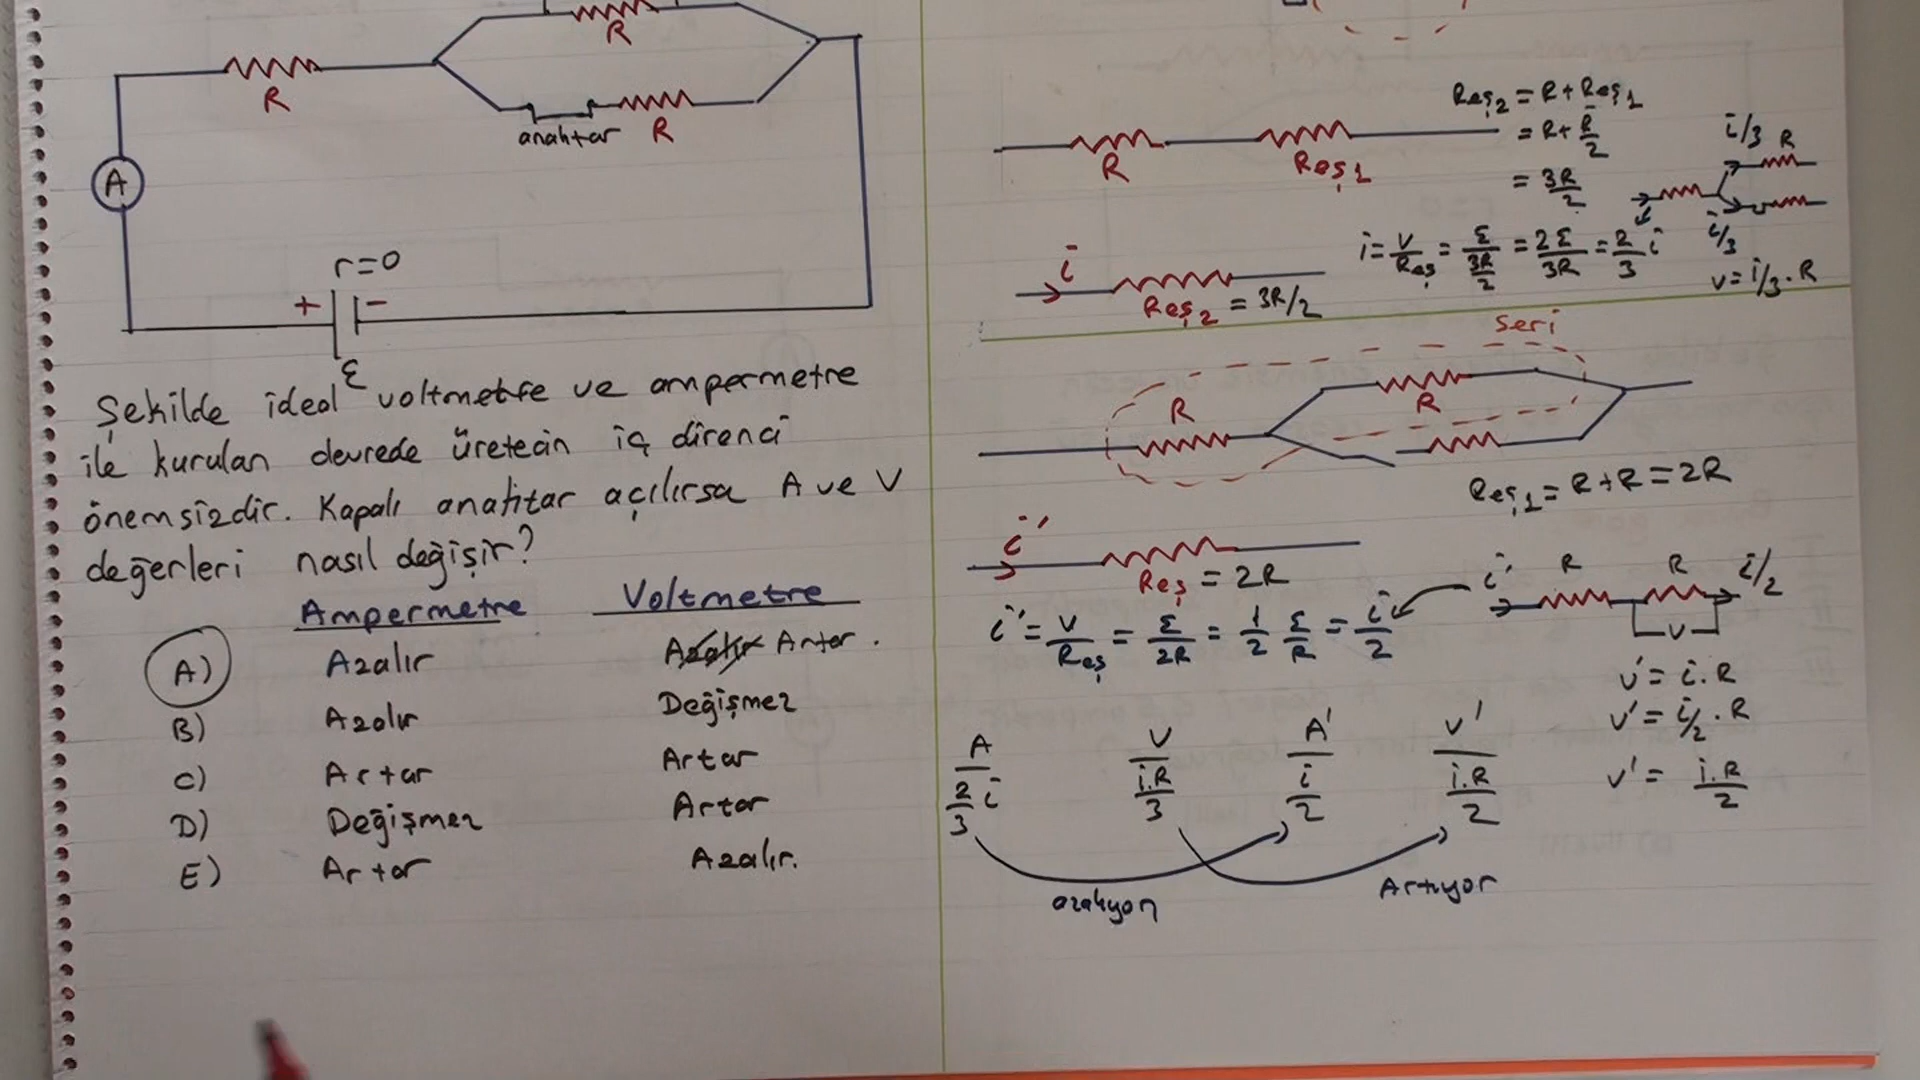 R
R
anahtar R
A
r=0
+ -
ε
Şekilde ideal voltmetre ve ampermetre
ile kurulan devrede üretecin iç direnci
önemsizdir. Kapalı anahtar açılırsa A ve V
değerleri nasıl değişir?
Ampermetre Voltmetre
A) Azalır Artar.
B) Azalır Değişmez
C) Artar Artar
D) Değişmez Artar
E) Artar Azalır.
Reş2 = R + Reş1
= R + R/2
= 3R/2
R Reş1
i/3 R
i/3
i = V/Reş = ε/(3R/2) = 2ε/3R = 2/3 i
v = i/3 . R
i
Reş2 = 3R/2
seri
R R
Reş1 = R + R = 2R
i'
Reş = 2R
i' R R i/2
V
i' = V/Reş = ε/2R = 1/2 ε/R = i/2
v' = i . R
v' = i/2 . R
v' = i.R/2
A V A' V'
2/3 i i.R/3 i/2 i.R/2
azalıyor Artıyor